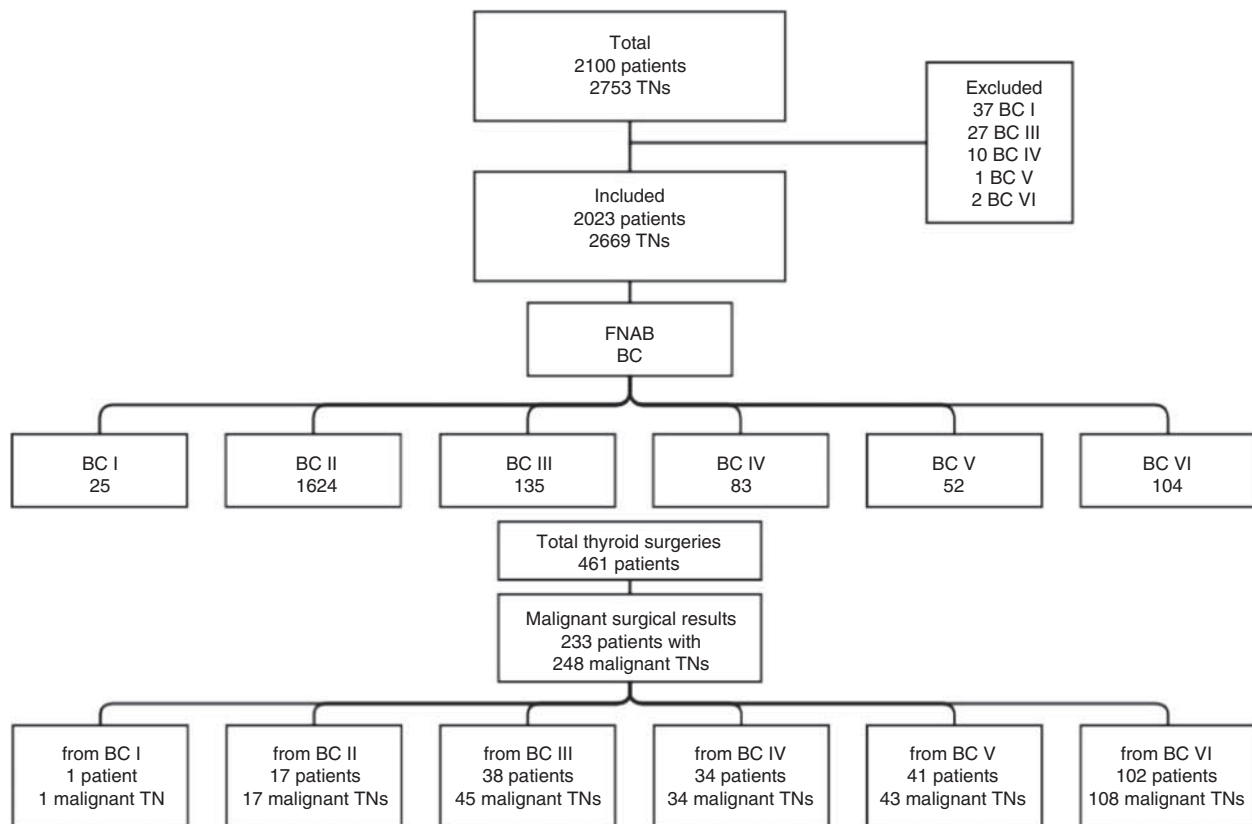 Total
2100 patients
2753 TNs
Excluded
37 BC I
27 BC III
10 BC IV
1 BC V
2 BC VI
Included
2023 patients
2669 TNs
FNAB
BC
BC I
25
BC II
1624
BC III
135
BC IV
83
BC V
52
BC VI
104
Total thyroid surgeries
461 patients
Malignant surgical results
233 patients with
248 malignant TNs
from BC I
1 patient
1 malignant TN
from BC II
17 patients
17 malignant TNs
from BC III
38 patients
45 malignant TNs
from BC IV
34 patients
34 malignant TNs
from BC V
41 patients
43 malignant TNs
from BC VI
102 patients
108 malignant TNs